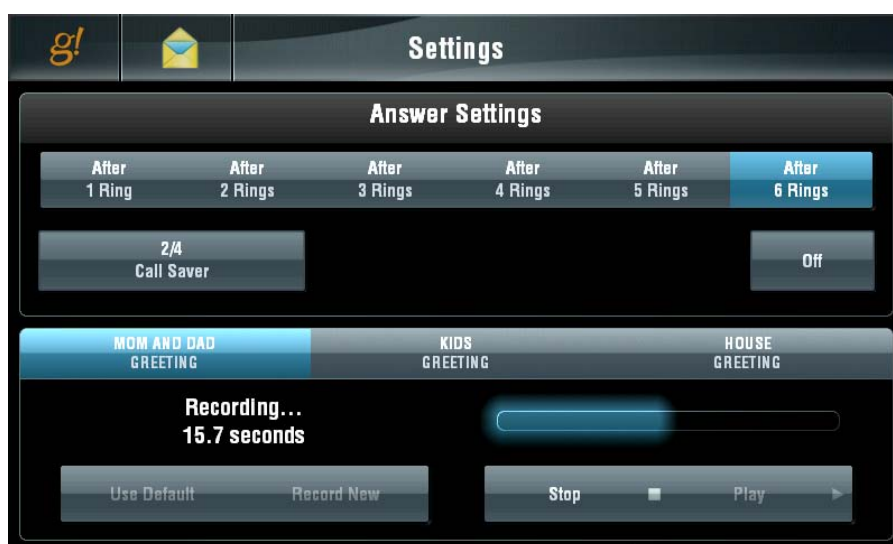 g!
Settings
Answer Settings
After
1 Ring
After
2 Rings
After
3 Rings
After
4 Rings
After
5 Rings
After
6 Rings
2/4
Call Saver
Off
MOM AND DAD
GREETING
KIDS
GREETING
HOUSE
GREETING
Recording...
15.7 seconds
Use Default
Record New
Stop
Play